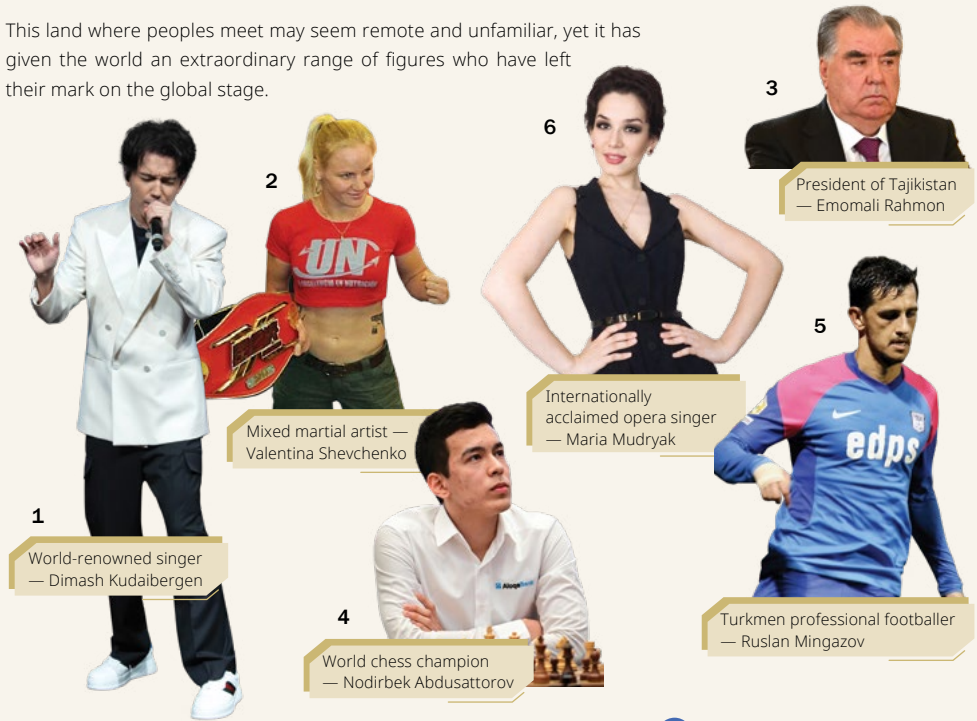 This land where peoples meet may seem remote and unfamiliar, yet it has
given the world an extraordinary range of figures who have left
their mark on the global stage.
1
World-renowned singer
— Dimash Kudaibergen
2
UN
Mixed martial artist —
Valentina Shevchenko
3
President of Tajikistan
— Emomali Rahmon
4
World chess champion
— Nodirbek Abdusattorov
5
edps
Turkmen professional footballer
— Ruslan Mingazov
6
Internationally
acclaimed opera singer
— Maria Mudryak